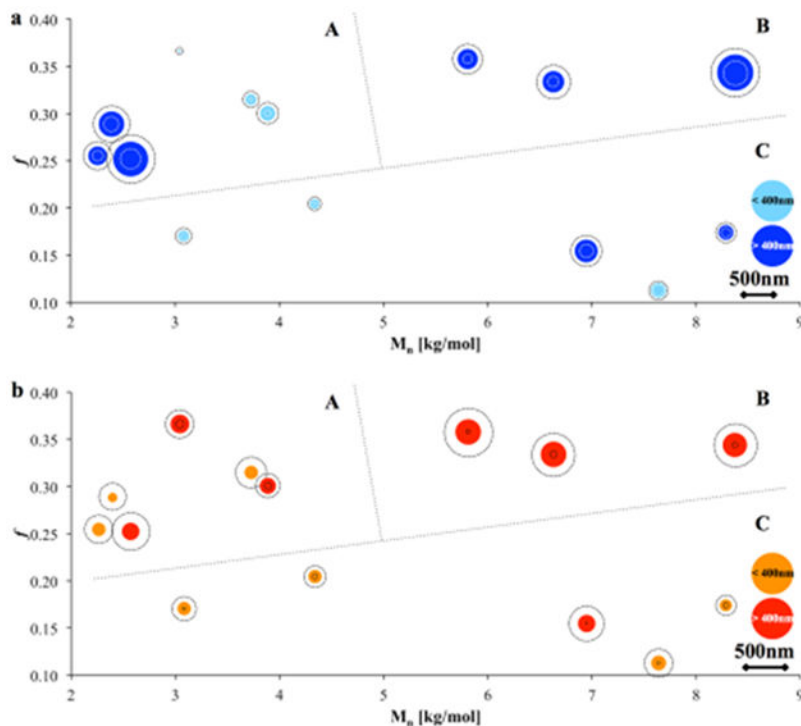 a
0.40
A
B
0.35
0.30
f
0.25
C
< 400nm
0.20
> 400nm
0.15
500nm
0.10
2 3 4 5 6 7 8 9
Mn [kg/mol]
b
0.40
A
B
0.35
0.30
f
0.25
C
< 400nm
0.20
> 400nm
0.15
500nm
0.10
2 3 4 5 6 7 8 9
Mn [kg/mol]